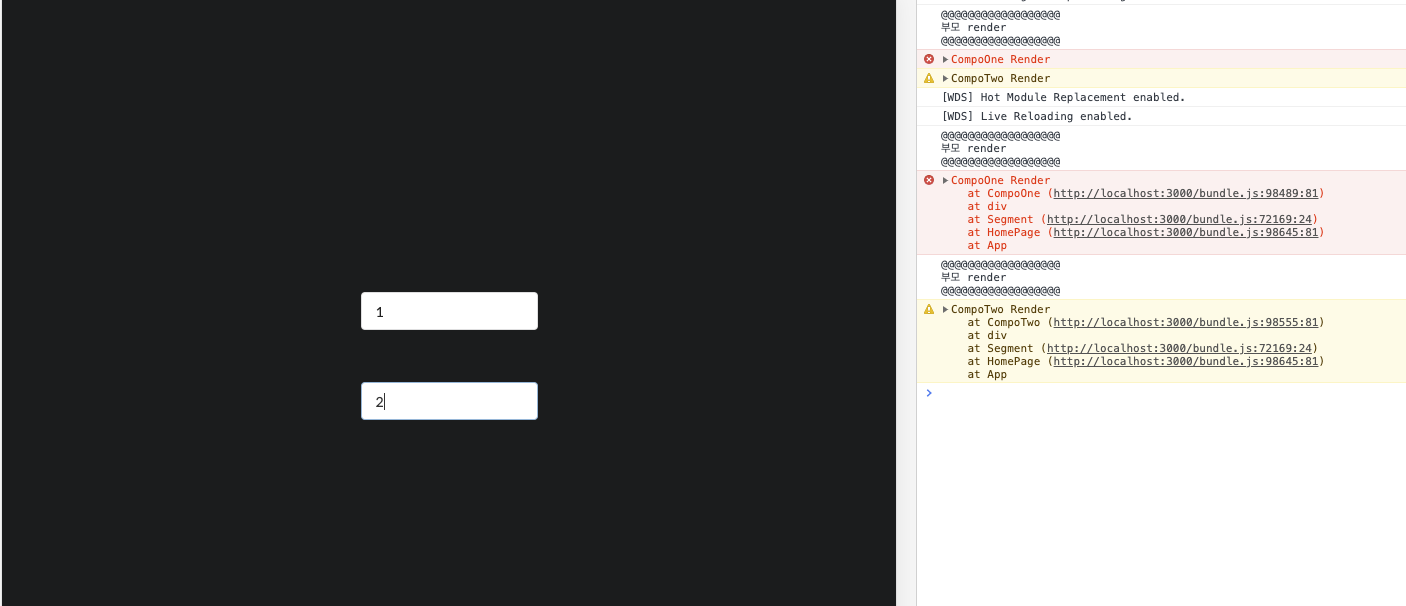 @@@@@@@@@@@@@@@@@@
부모 render
@@@@@@@@@@@@@@@@@@
CompoOne Render
CompoTwo Render
[WDS] Hot Module Replacement enabled.
[WDS] Live Reloading enabled.
@@@@@@@@@@@@@@@@@@
부모 render
@@@@@@@@@@@@@@@@@@
CompoOne Render
at CompoOne (http://localhost:3000/bundle.js:98489:81)
at div
at Segment (http://localhost:3000/bundle.js:72169:24)
at HomePage (http://localhost:3000/bundle.js:98645:81)
at App
@@@@@@@@@@@@@@@@@@
부모 render
@@@@@@@@@@@@@@@@@@
CompoTwo Render
at CompoTwo (http://localhost:3000/bundle.js:98555:81)
at div
at Segment (http://localhost:3000/bundle.js:72169:24)
at HomePage (http://localhost:3000/bundle.js:98645:81)
at App
1
2